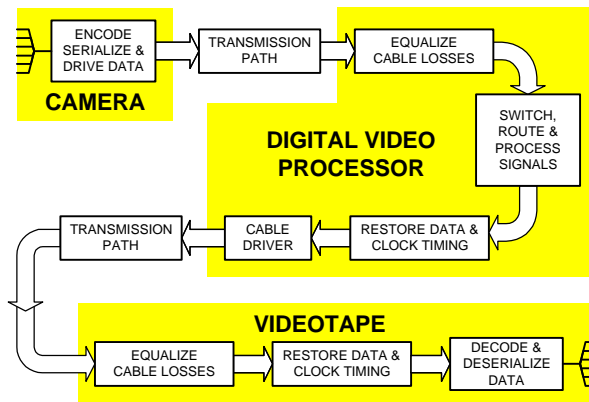 ENCODE
SERIALIZE &
DRIVE DATA
TRANSMISSION
PATH
EQUALIZE
CABLE LOSSES
CAMERA
SWITCH,
ROUTE &
PROCESS
SIGNALS
DIGITAL VIDEO
PROCESSOR
TRANSMISSION
PATH
CABLE
DRIVER
RESTORE DATA &
CLOCK TIMING
VIDEOTAPE
EQUALIZE
CABLE LOSSES
RESTORE DATA &
CLOCK TIMING
DECODE &
DESERIALIZE
DATA